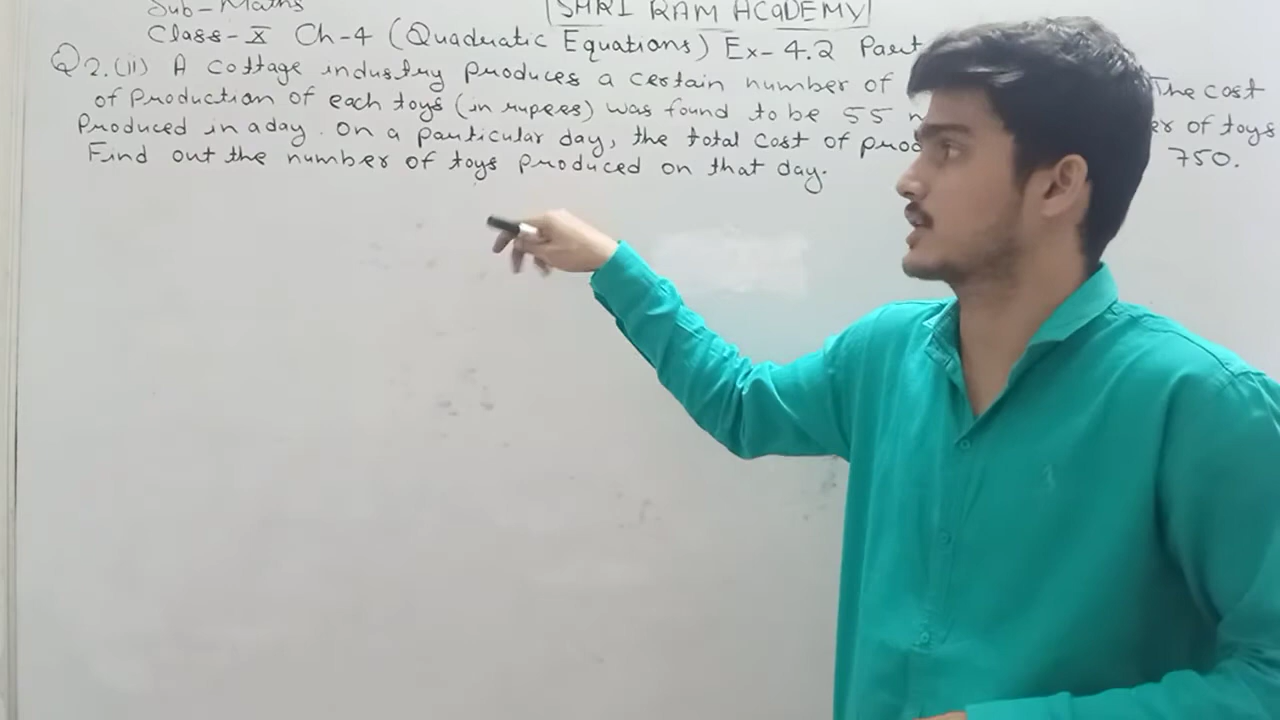 Sub-Maths
SHRI RAM ACADEMY
Class-X Ch-4 (Quadratic Equations) Ex-4.2 Part
Q2.(ii) A cottage industry produces a certain number of The cost
of Production of each toys (in rupees) was found to be 55 of toys
Produced in a day. On a particular day, the total cost of 750.
Find out the number of toys produced on that day.